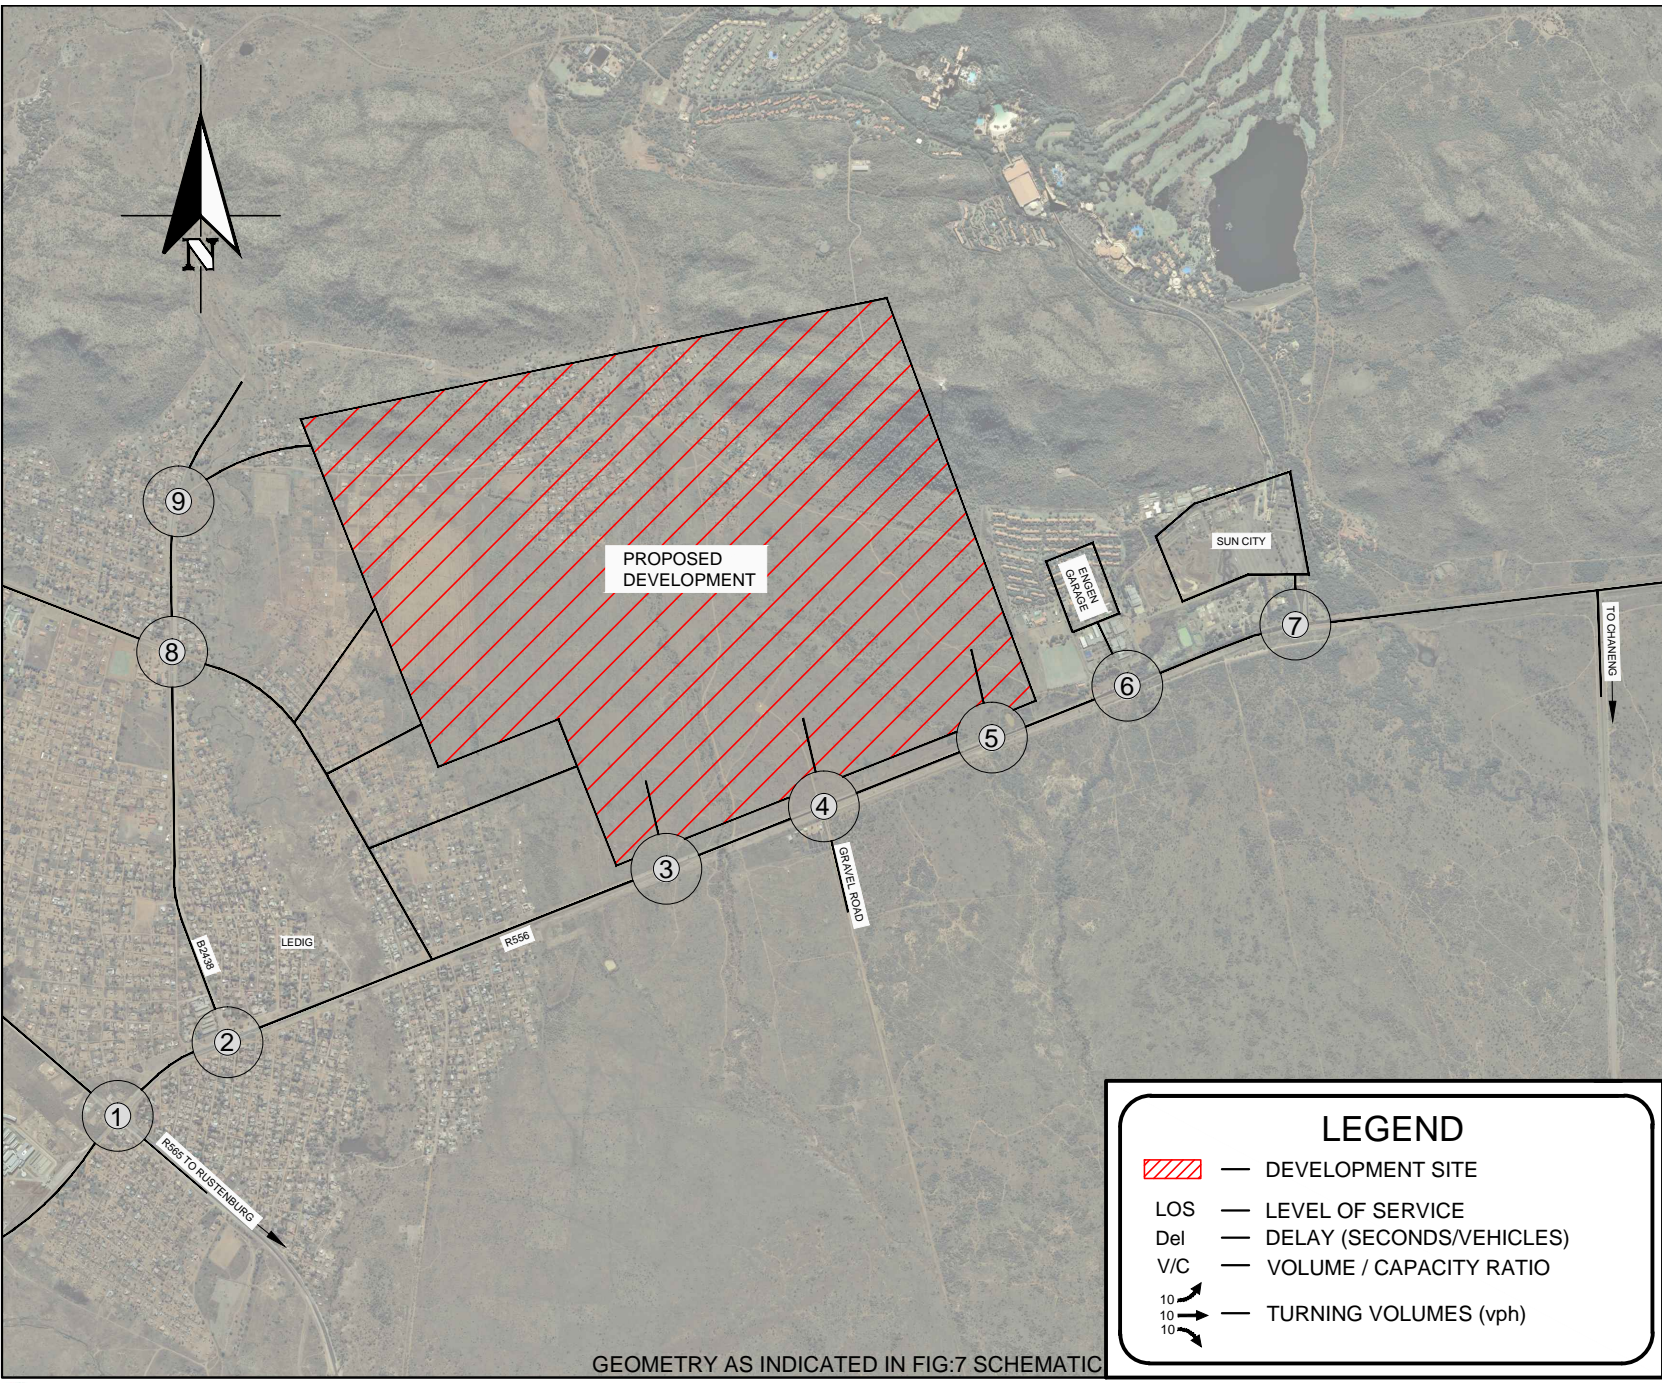 N
PROPOSED
DEVELOPMENT
SUN CITY
ENGEN
GARAGE
TO CHANENG
9
8
7
6
5
4
3
GRAVEL ROAD
R556
LEDIG
B2438
2
1
R565 TO RUSTENBURG
LEGEND
— DEVELOPMENT SITE
LOS — LEVEL OF SERVICE
Del — DELAY (SECONDS/VEHICLES)
V/C — VOLUME / CAPACITY RATIO
10
10 — TURNING VOLUMES (vph)
10
GEOMETRY AS INDICATED IN FIG:7 SCHEMATIC